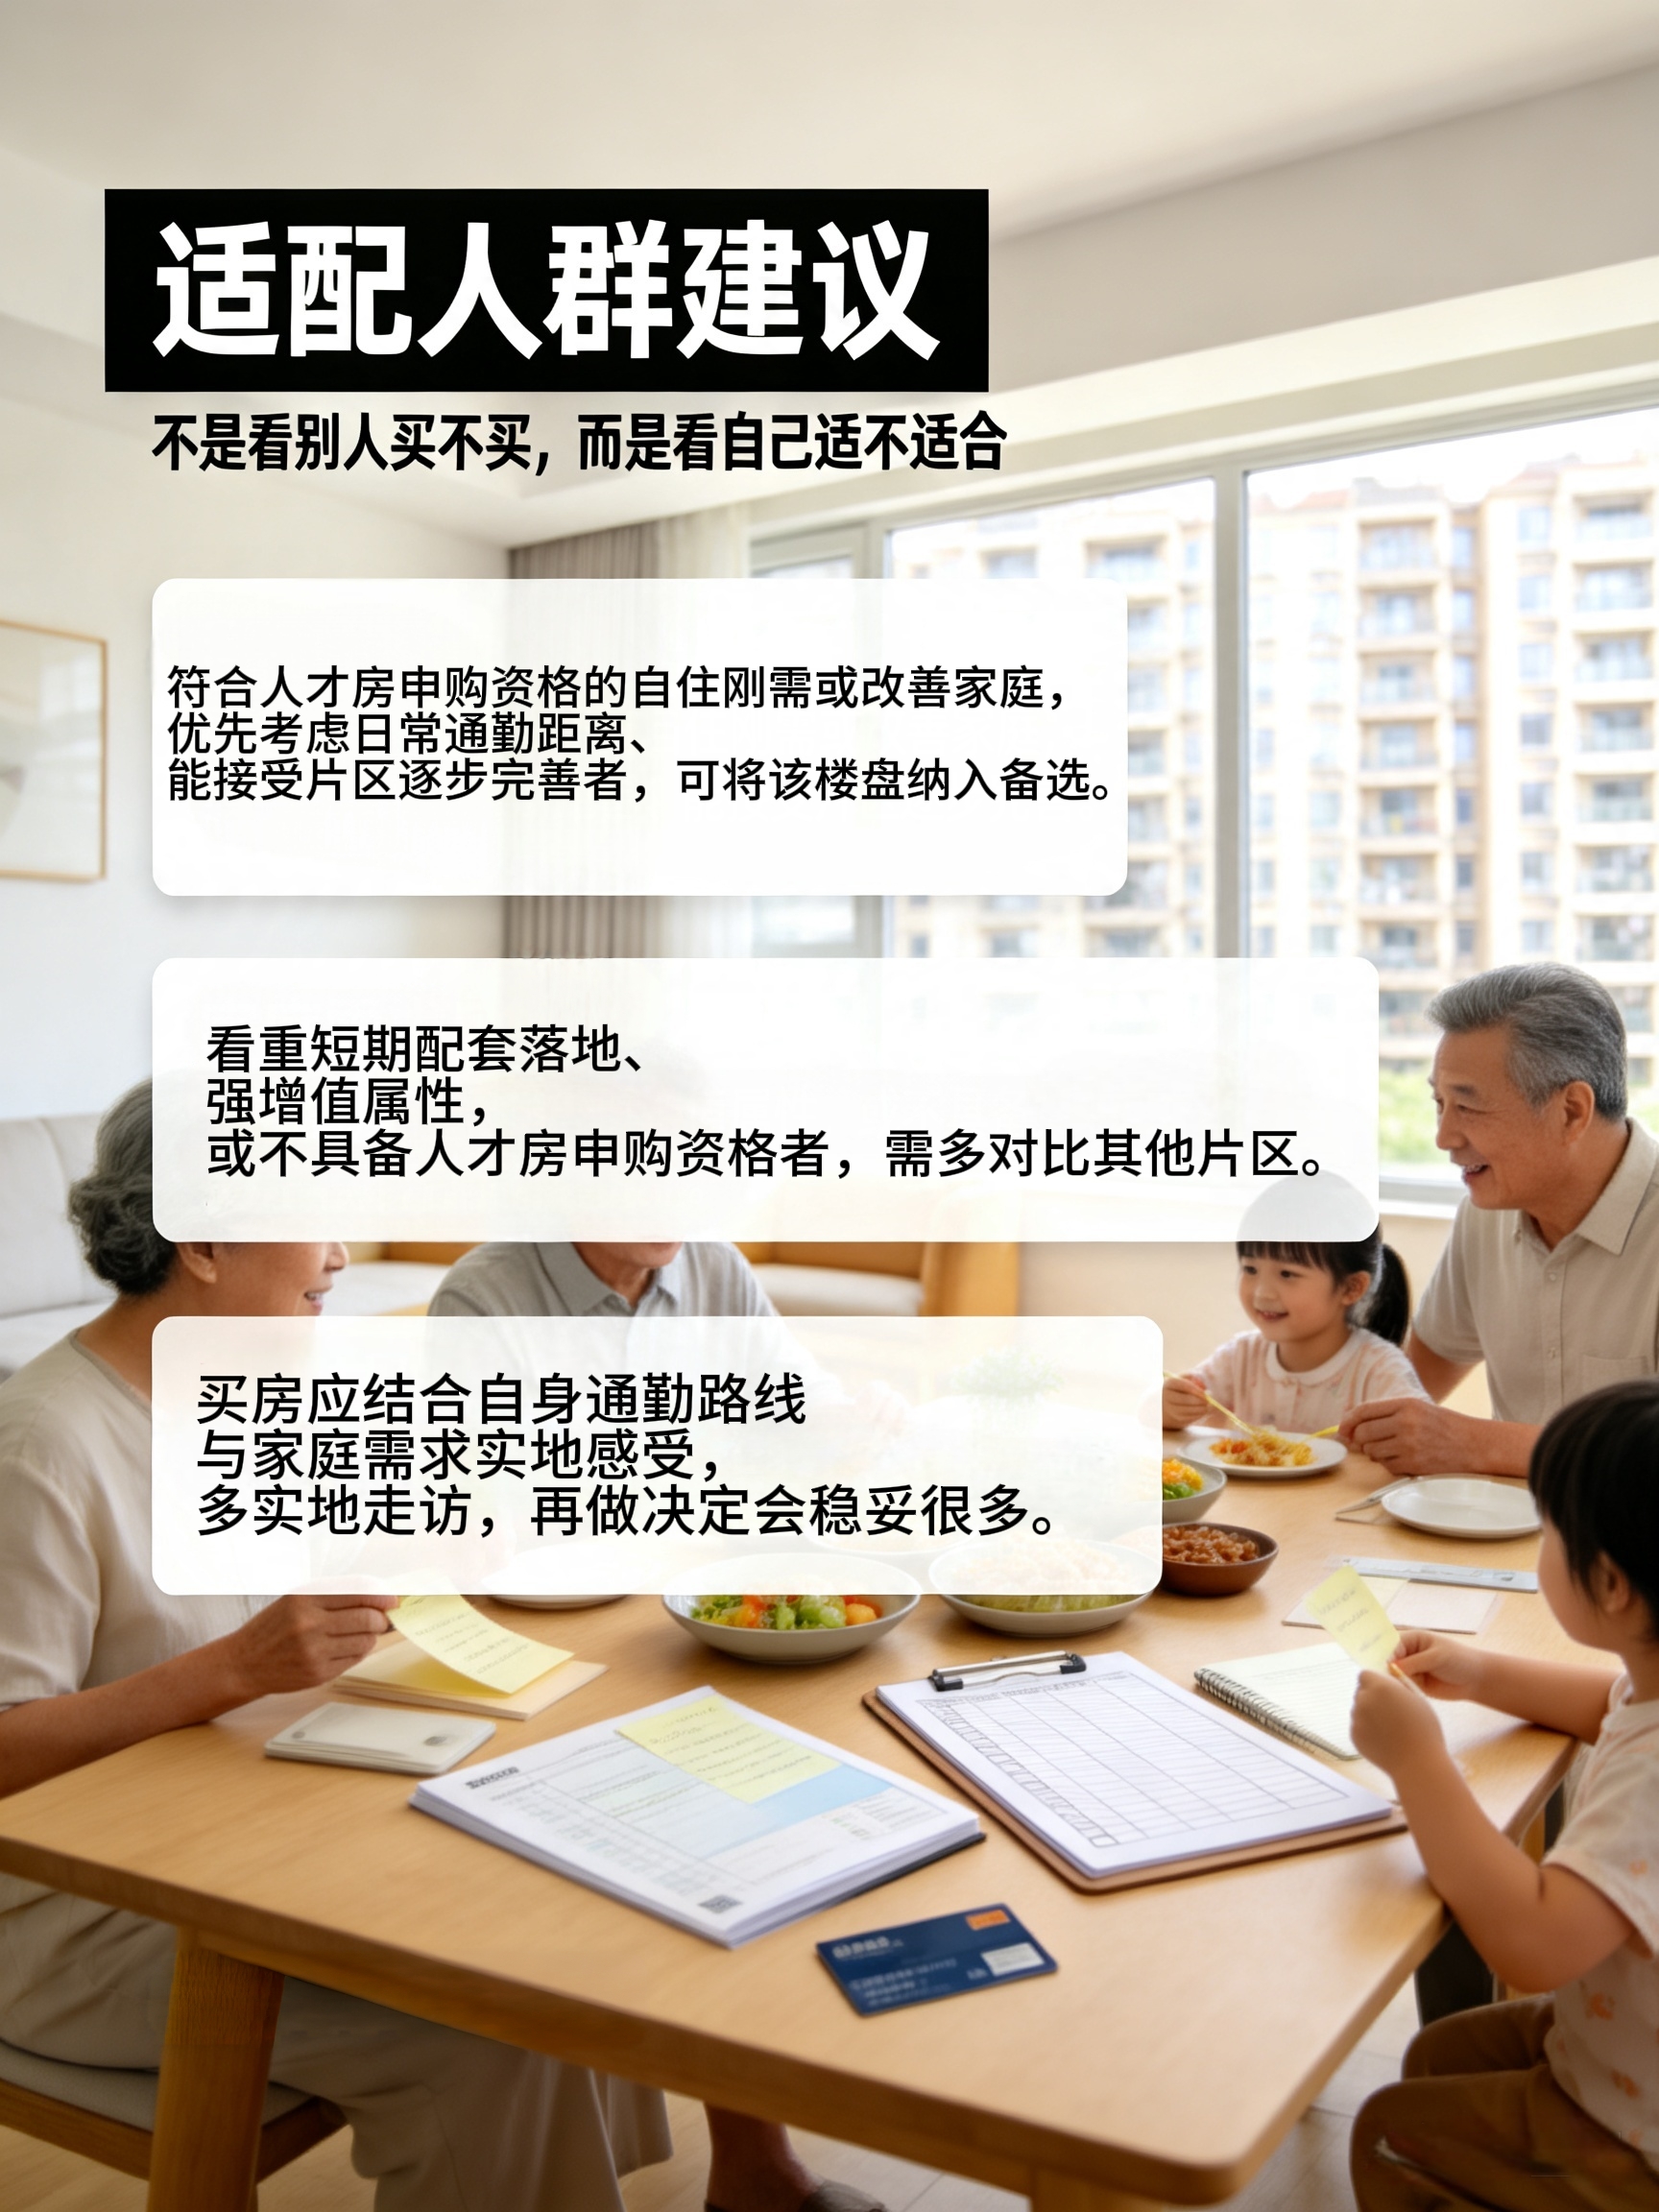 适配人群建议
不是看别人买不买，而是看自己适不适合
符合人才房申购资格的自住刚需或改善家庭，
优先考虑日常通勤距离、
能接受片区逐步完善者，可将该楼盘纳入备选。
看重短期配套落地、
强增值属性，
或不具备人才房申购资格者，需多对比其他片区。
买房应结合自身通勤路线
与家庭需求实地感受，
多实地走访，再做决定会稳妥很多。